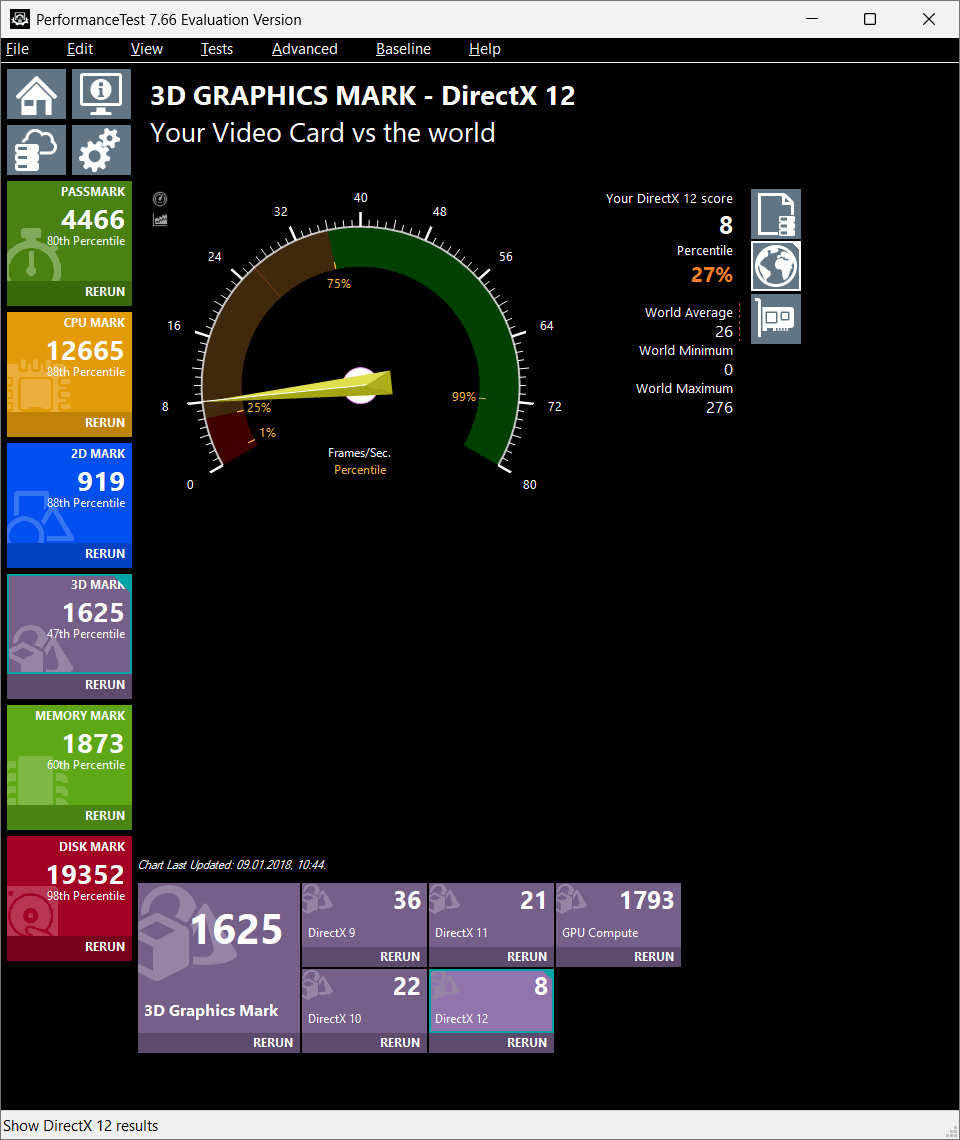 PerformanceTest 7.66 Evaluation Version
File Edit View Tests Advanced Baseline Help
3D GRAPHICS MARK - DirectX 12
Your Video Card vs the world
PASSMARK
4466
80th Percentile
RERUN
CPU MARK
12665
88th Percentile
RERUN
2D MARK
919
88th Percentile
RERUN
3D MARK
1625
47th Percentile
RERUN
MEMORY MARK
1873
60th Percentile
RERUN
DISK MARK
19352
98th Percentile
RERUN
0
8
16
24
32
40
48
56
64
72
80
1%
25%
75%
99%
Frames/Sec.
Percentile
Your DirectX 12 score
8
Percentile
27%
World Average
26
World Minimum
0
World Maximum
276
Chart Last Updated: 09.01.2018, 10:44.
1625
3D Graphics Mark
RERUN
36
DirectX 9
RERUN
21
DirectX 11
RERUN
1793
GPU Compute
RERUN
22
DirectX 10
RERUN
8
DirectX 12
RERUN
Show DirectX 12 results